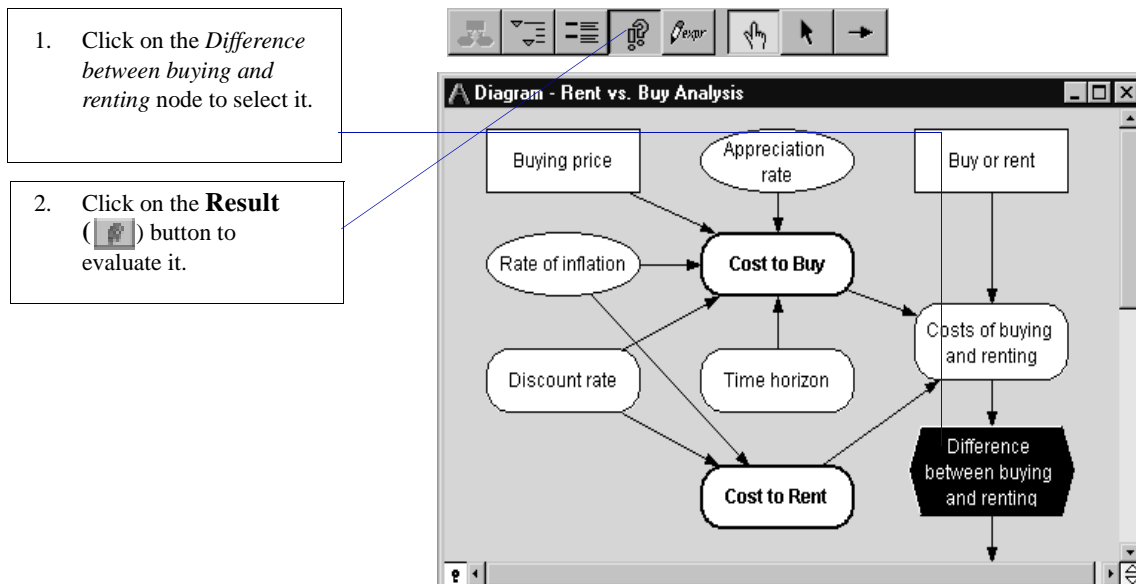 1. Click on the Difference
between buying and
renting node to select it.
2. Click on the Result
( ) button to
evaluate it.
expr
Diagram - Rent vs. Buy Analysis
Buying price
Appreciation
rate
Buy or rent
Rate of inflation
Cost to Buy
Costs of buying
and renting
Discount rate
Time horizon
Difference
between buying
and renting
Cost to Rent